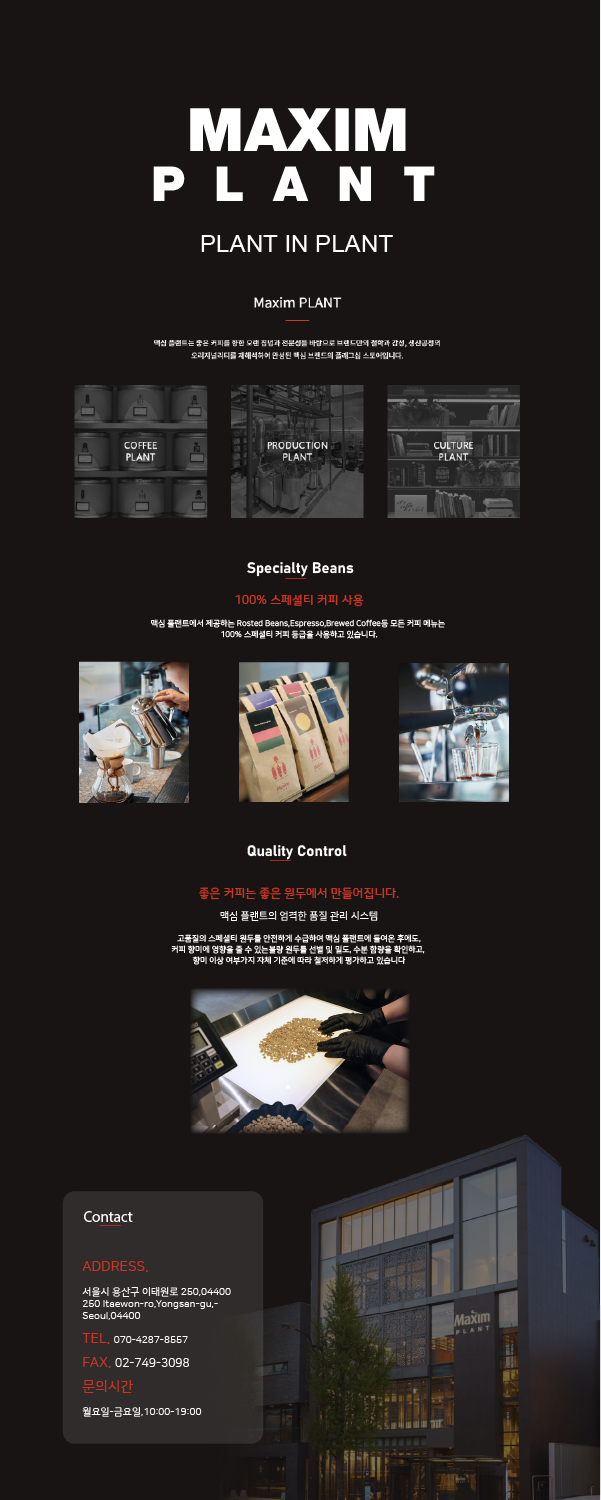 MAXIM
PLANT
PLANT IN PLANT
Maxim PLANT
맥심 플랜트는 좋은 커피를 향한 오랜 집념과 전문성을 바탕으로 브랜드만의 철학과 감성, 생산공정의
오리지널리티를 재해석하여 완성된 맥심 브랜드의 플래그십 스토어입니다.
COFFEE
PLANT
PRODUCTION
PLANT
CULTURE
PLANT
Specialty Beans
100% 스페셜티 커피 사용
맥심 플랜트에서 제공하는 Rosted Beans,Espresso,Brewed Coffee등 모든 커피 메뉴는
100% 스페셜티 커피 등급을 사용하고 있습니다.
Quality Control
좋은 커피는 좋은 원두에서 만들어집니다.
맥심 플랜트의 엄격한 품질 관리 시스템
고품질의 스페셜티 원두를 안전하게 수급하여 맥심 플랜트에 들여온 후에도,
커피 향미에 영향을 줄 수 있는불량 원두를 선별 및 밀도, 수분 함량을 확인하고,
향미 이상 여부가지 자체 기준에 따라 철저하게 평가하고 있습니다
Contact
ADDRESS.
서울시 용산구 이태원로 250,04400
250 Itaewon-ro,Yongsan-gu,-
Seoul,04400
TEL. 070-4287-8557
FAX. 02-749-3098
문의시간
월요일-금요일,10:00-19:00
Maxim
PLANT